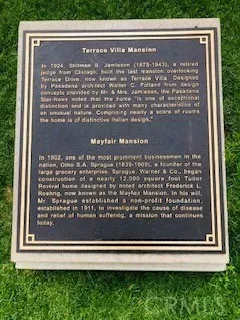 Terrace Villa Mansion
In 1924, Stillman B. Jamieson (1873-1943), a retired
judge from Chicago, built the last mansion overlooking
Terrace Drive, now known as Terrace Villa. Designed
by Pasadena architect Walter C. Folland from design
concepts provided by Mr. & Mrs. Jamieson, the Pasadena
Star-News noted that the home "is one of exceptional
distinction and is provided with many characteristics of
an unusual nature. Comprising nearly a score of rooms
the home is of distinctive Italian design."
Mayfair Mansion
In 1902, one of the most prominent businessmen in this
nation, Otho S.A. Sprague (1839-1909), a founder of the
large grocery enterprise, Sprague, Warner & Co., began
construction of a nearly 12,000 square foot Tudor
Revival home designed by noted architect Frederick L.
Roehrig, now known as the Mayfair Mansion. In his will,
Mr. Sprague established a non-profit foundation,
established in 1911, to investigate the cause of disease
and relief of human suffering, a mission that continues
today.
CRMLS